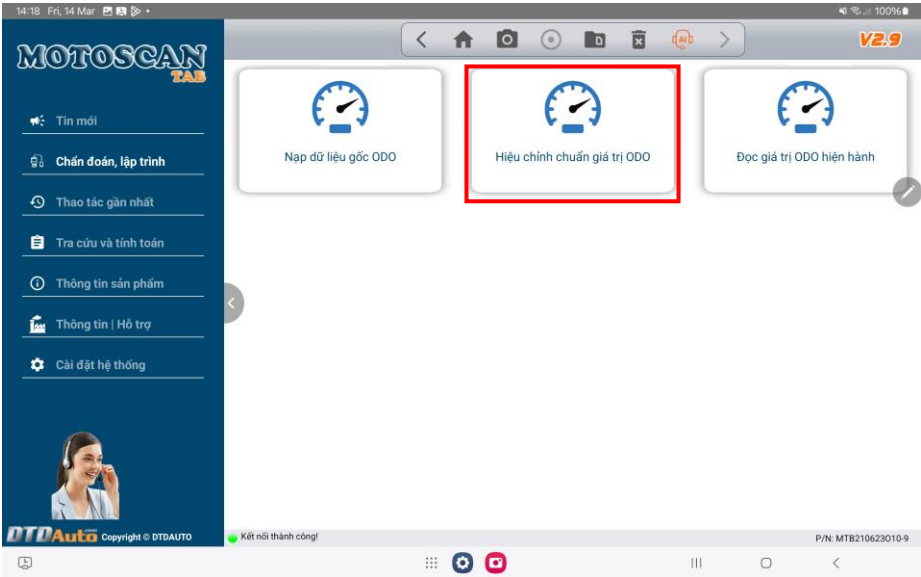 14:18 Fri, 14 Mar
100%
MOTOSCAN
TAB
V2.9
Tin mới
Chẩn đoán, lập trình
Thao tác gần nhất
Tra cứu và tính toán
Thông tin sản phẩm
Thông tin | Hỗ trợ
Cài đặt hệ thống
AI
D
Nạp dữ liệu gốc ODO
Hiệu chỉnh chuẩn giá trị ODO
Đọc giá trị ODO hiện hành
DTDAuto.com Copyright © DTDAUTO
Kết nối thành công!
P/N: MTB210623010-9